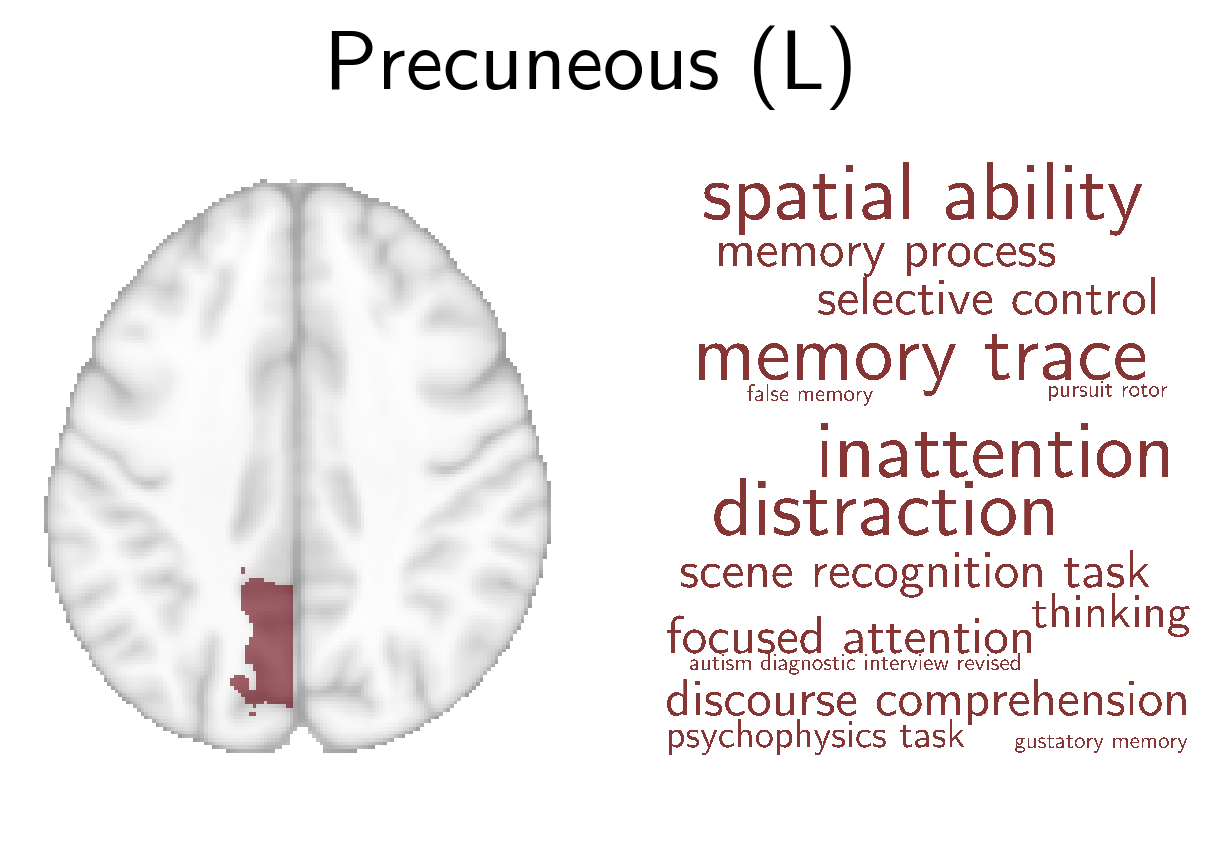 Precuneous (L)
spatial ability
memory process
selective control
memory trace
false memory
pursuit rotor
inattention
distraction
scene recognition task
thinking
focused attention
autism diagnostic interview revised
discourse comprehension
psychophysics task
gustatory memory